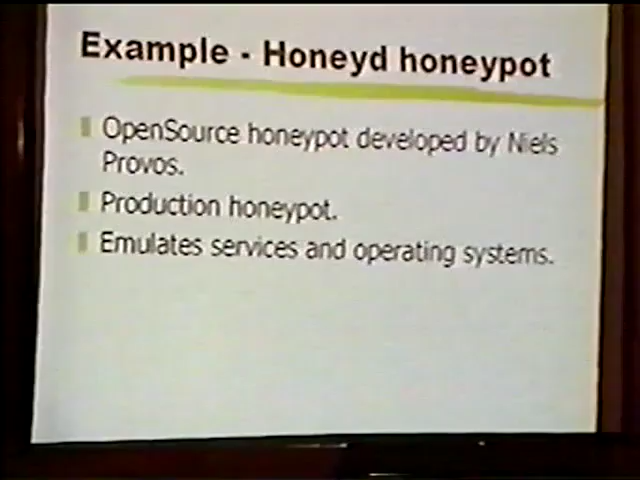 Example - Honeyd honeypot
OpenSource honeypot developed by Niels
Provos.
Production honeypot.
Emulates services and operating systems.